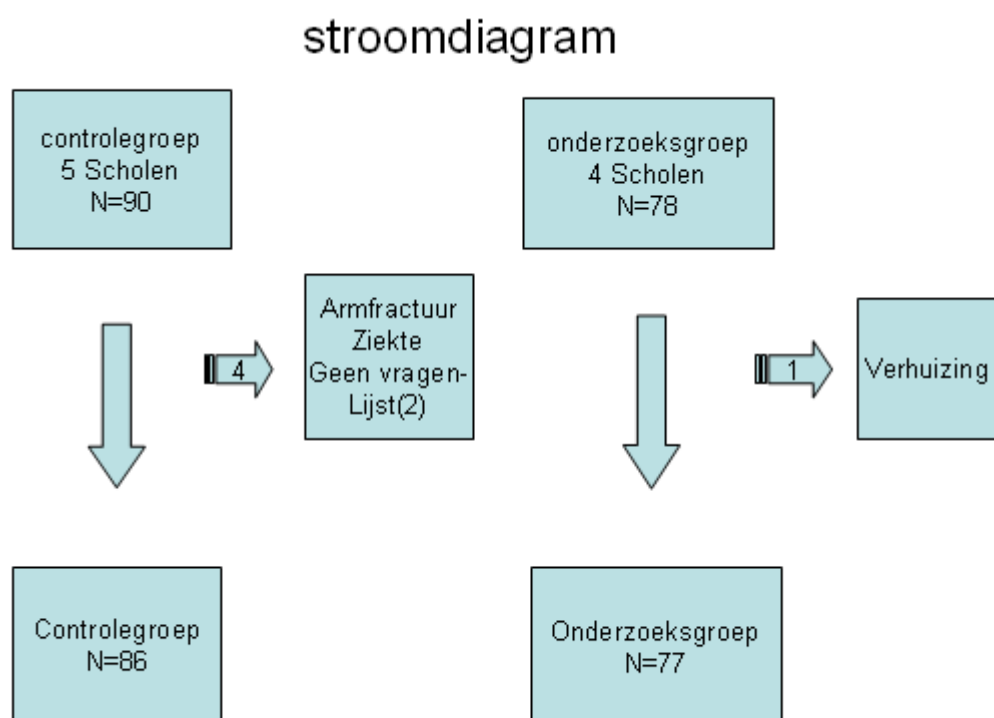 stroomdiagram
controlegroep
5 Scholen
N=90
onderzoeksgroep
4 Scholen
N=78
4
Armfractuur
Ziekte
Geen vragen-
Lijst(2)
1
Verhuizing
Controlegroep
N=86
Onderzoeksgroep
N=77